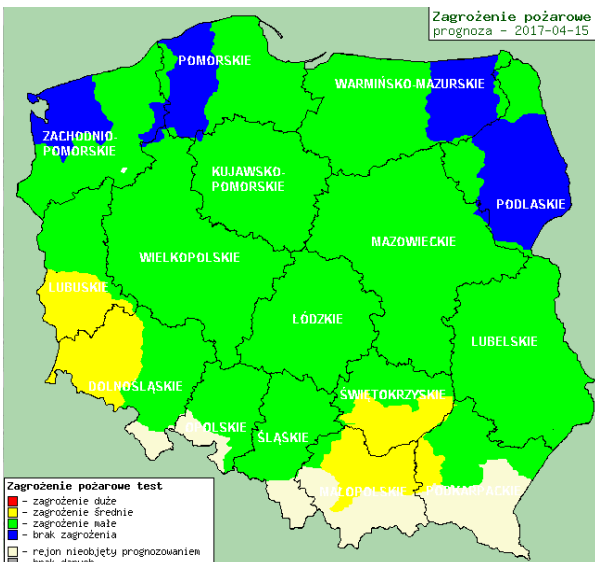 Zagrożenie pożarowe
prognoza - 2017-04-15
POMORSKIE
WARMIŃSKO-MAZURSKIE
ZACHODNIO-
POMORSKIE
KUJAWSKO-
POMORSKIE
PODLASKIE
MAZOWIECKIE
WIELKOPOLSKIE
LUBUSKIE
ŁÓDZKIE
LUBELSKIE
DOLNOŚLĄSKIE
ŚWIĘTOKRZYSKIE
OPOLSKIE
ŚLĄSKIE
MAŁOPOLSKIE
PODKARPACKIE
Zagrożenie pożarowe test
- zagrożenie duże
- zagrożenie średnie
- zagrożenie małe
- brak zagrożenia
- rejon nieobjęty prognozowaniem
- brak danych